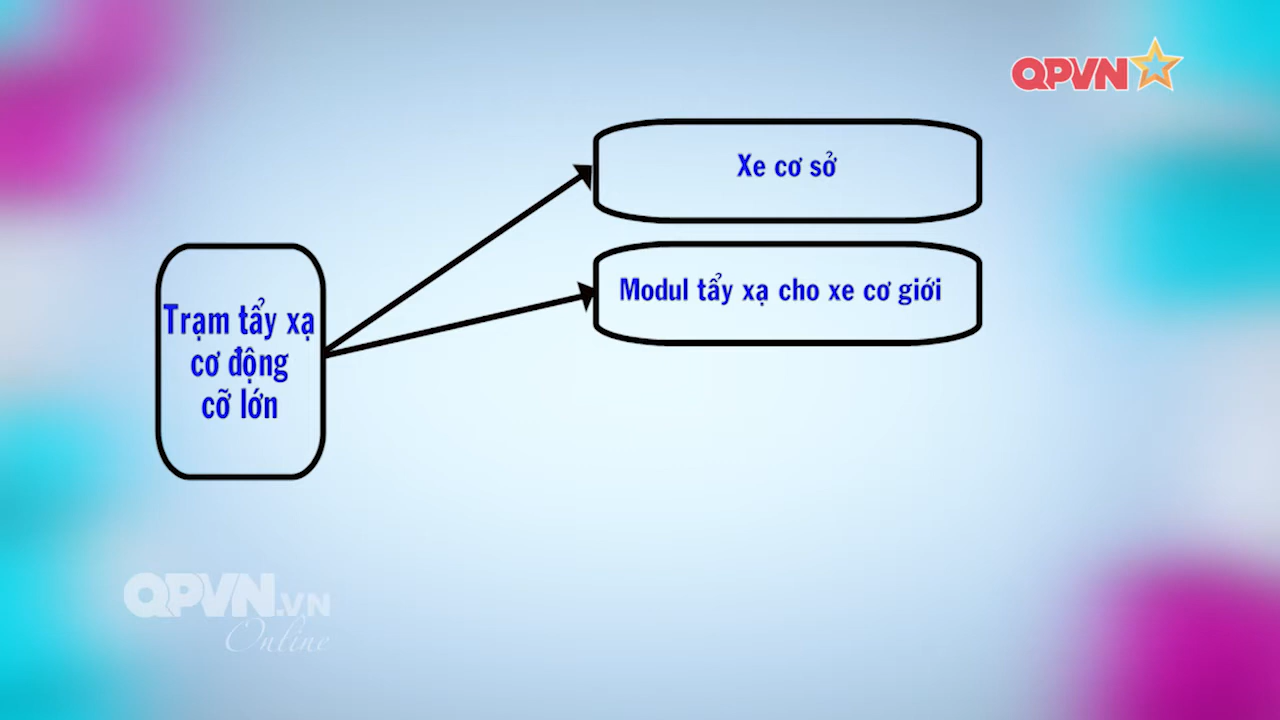 QPVN
Xe cơ sở
Modul tẩy xạ cho xe cơ giới
Trạm tẩy xạ
cơ động
cỡ lớn
QPVN.VN
Online